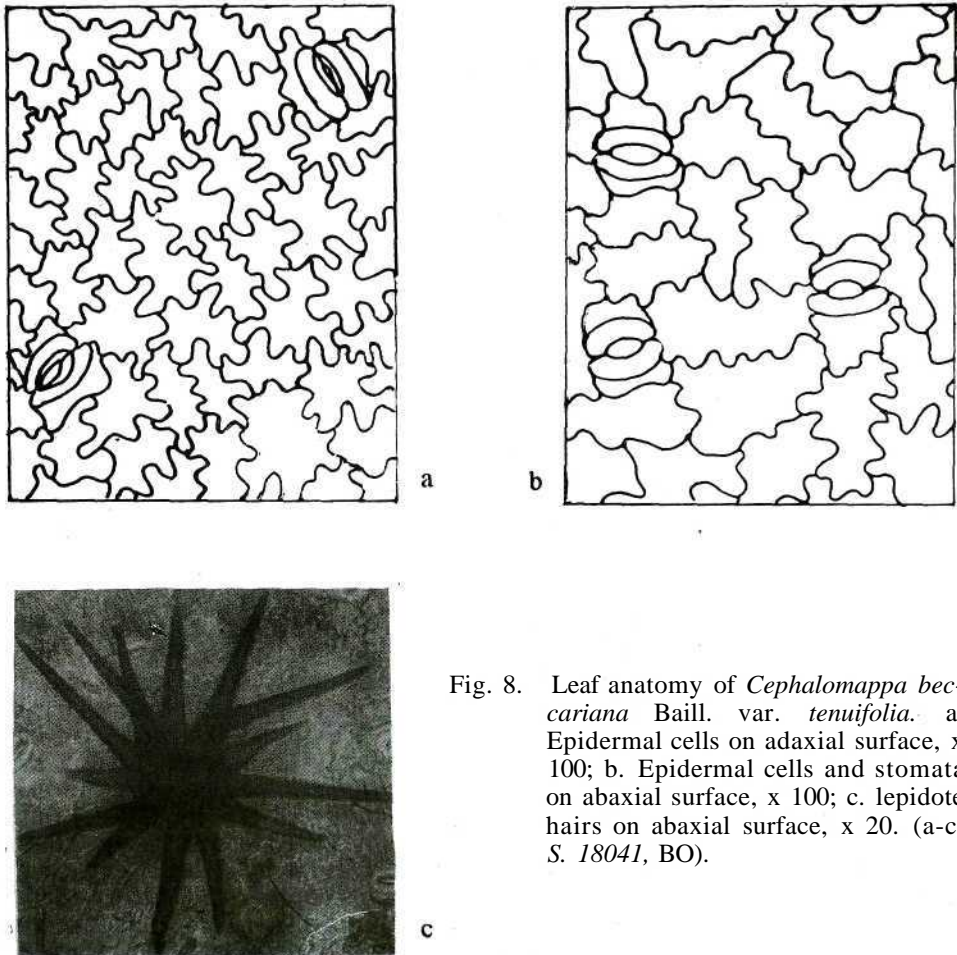 a
b
Fig. 8. Leaf anatomy of Cephalomappa bec-
cariana Baill. var. tenuifolia. a
Epidermal cells on adaxial surface, x
100; b. Epidermal cells and stomata
on abaxial surface, x 100; c. lepidote
hairs on abaxial surface, x 20. (a-c
S. 18041, BO).
c